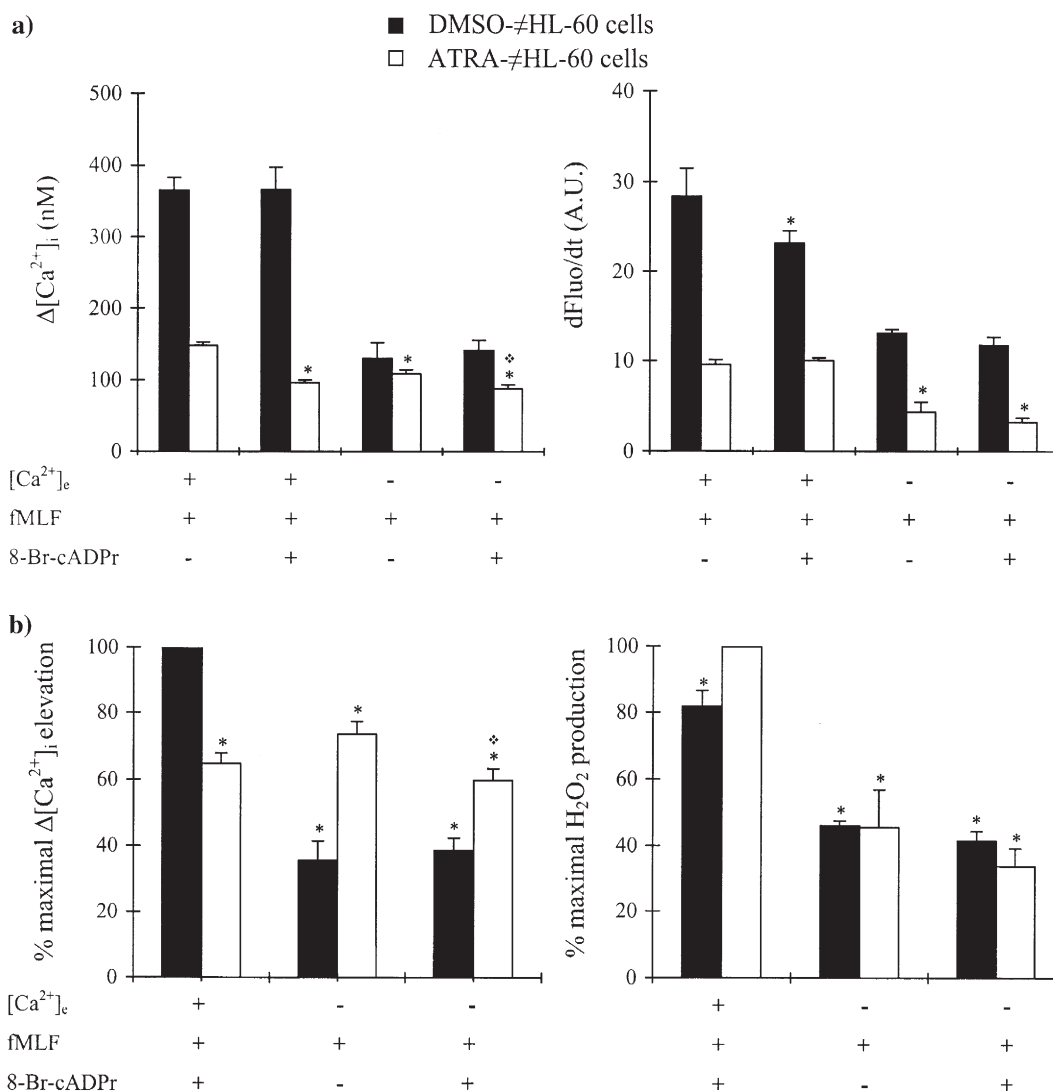 a)
■ DMSO-≠HL-60 cells
□ ATRA-≠HL-60 cells
Δ[Ca²⁺]ᵢ (nM)
500
400
300
200
100
0
*
*
❖
*
dFluo/dt (A.U.)
40
30
20
10
0
*
*
*
[Ca²⁺]ₑ + + - - + + - -
fMLF + + + + + + + +
8-Br-cADPr - + - + - + - +
b)
% maximal Δ[Ca²⁺]ᵢ elevation
100
80
60
40
20
0
*
*
*
*
❖
*
% maximal H₂O₂ production
100
80
60
40
20
0
*
*
*
*
*
[Ca²⁺]ₑ + - - + - -
fMLF + + + + + +
8-Br-cADPr + - + + - +